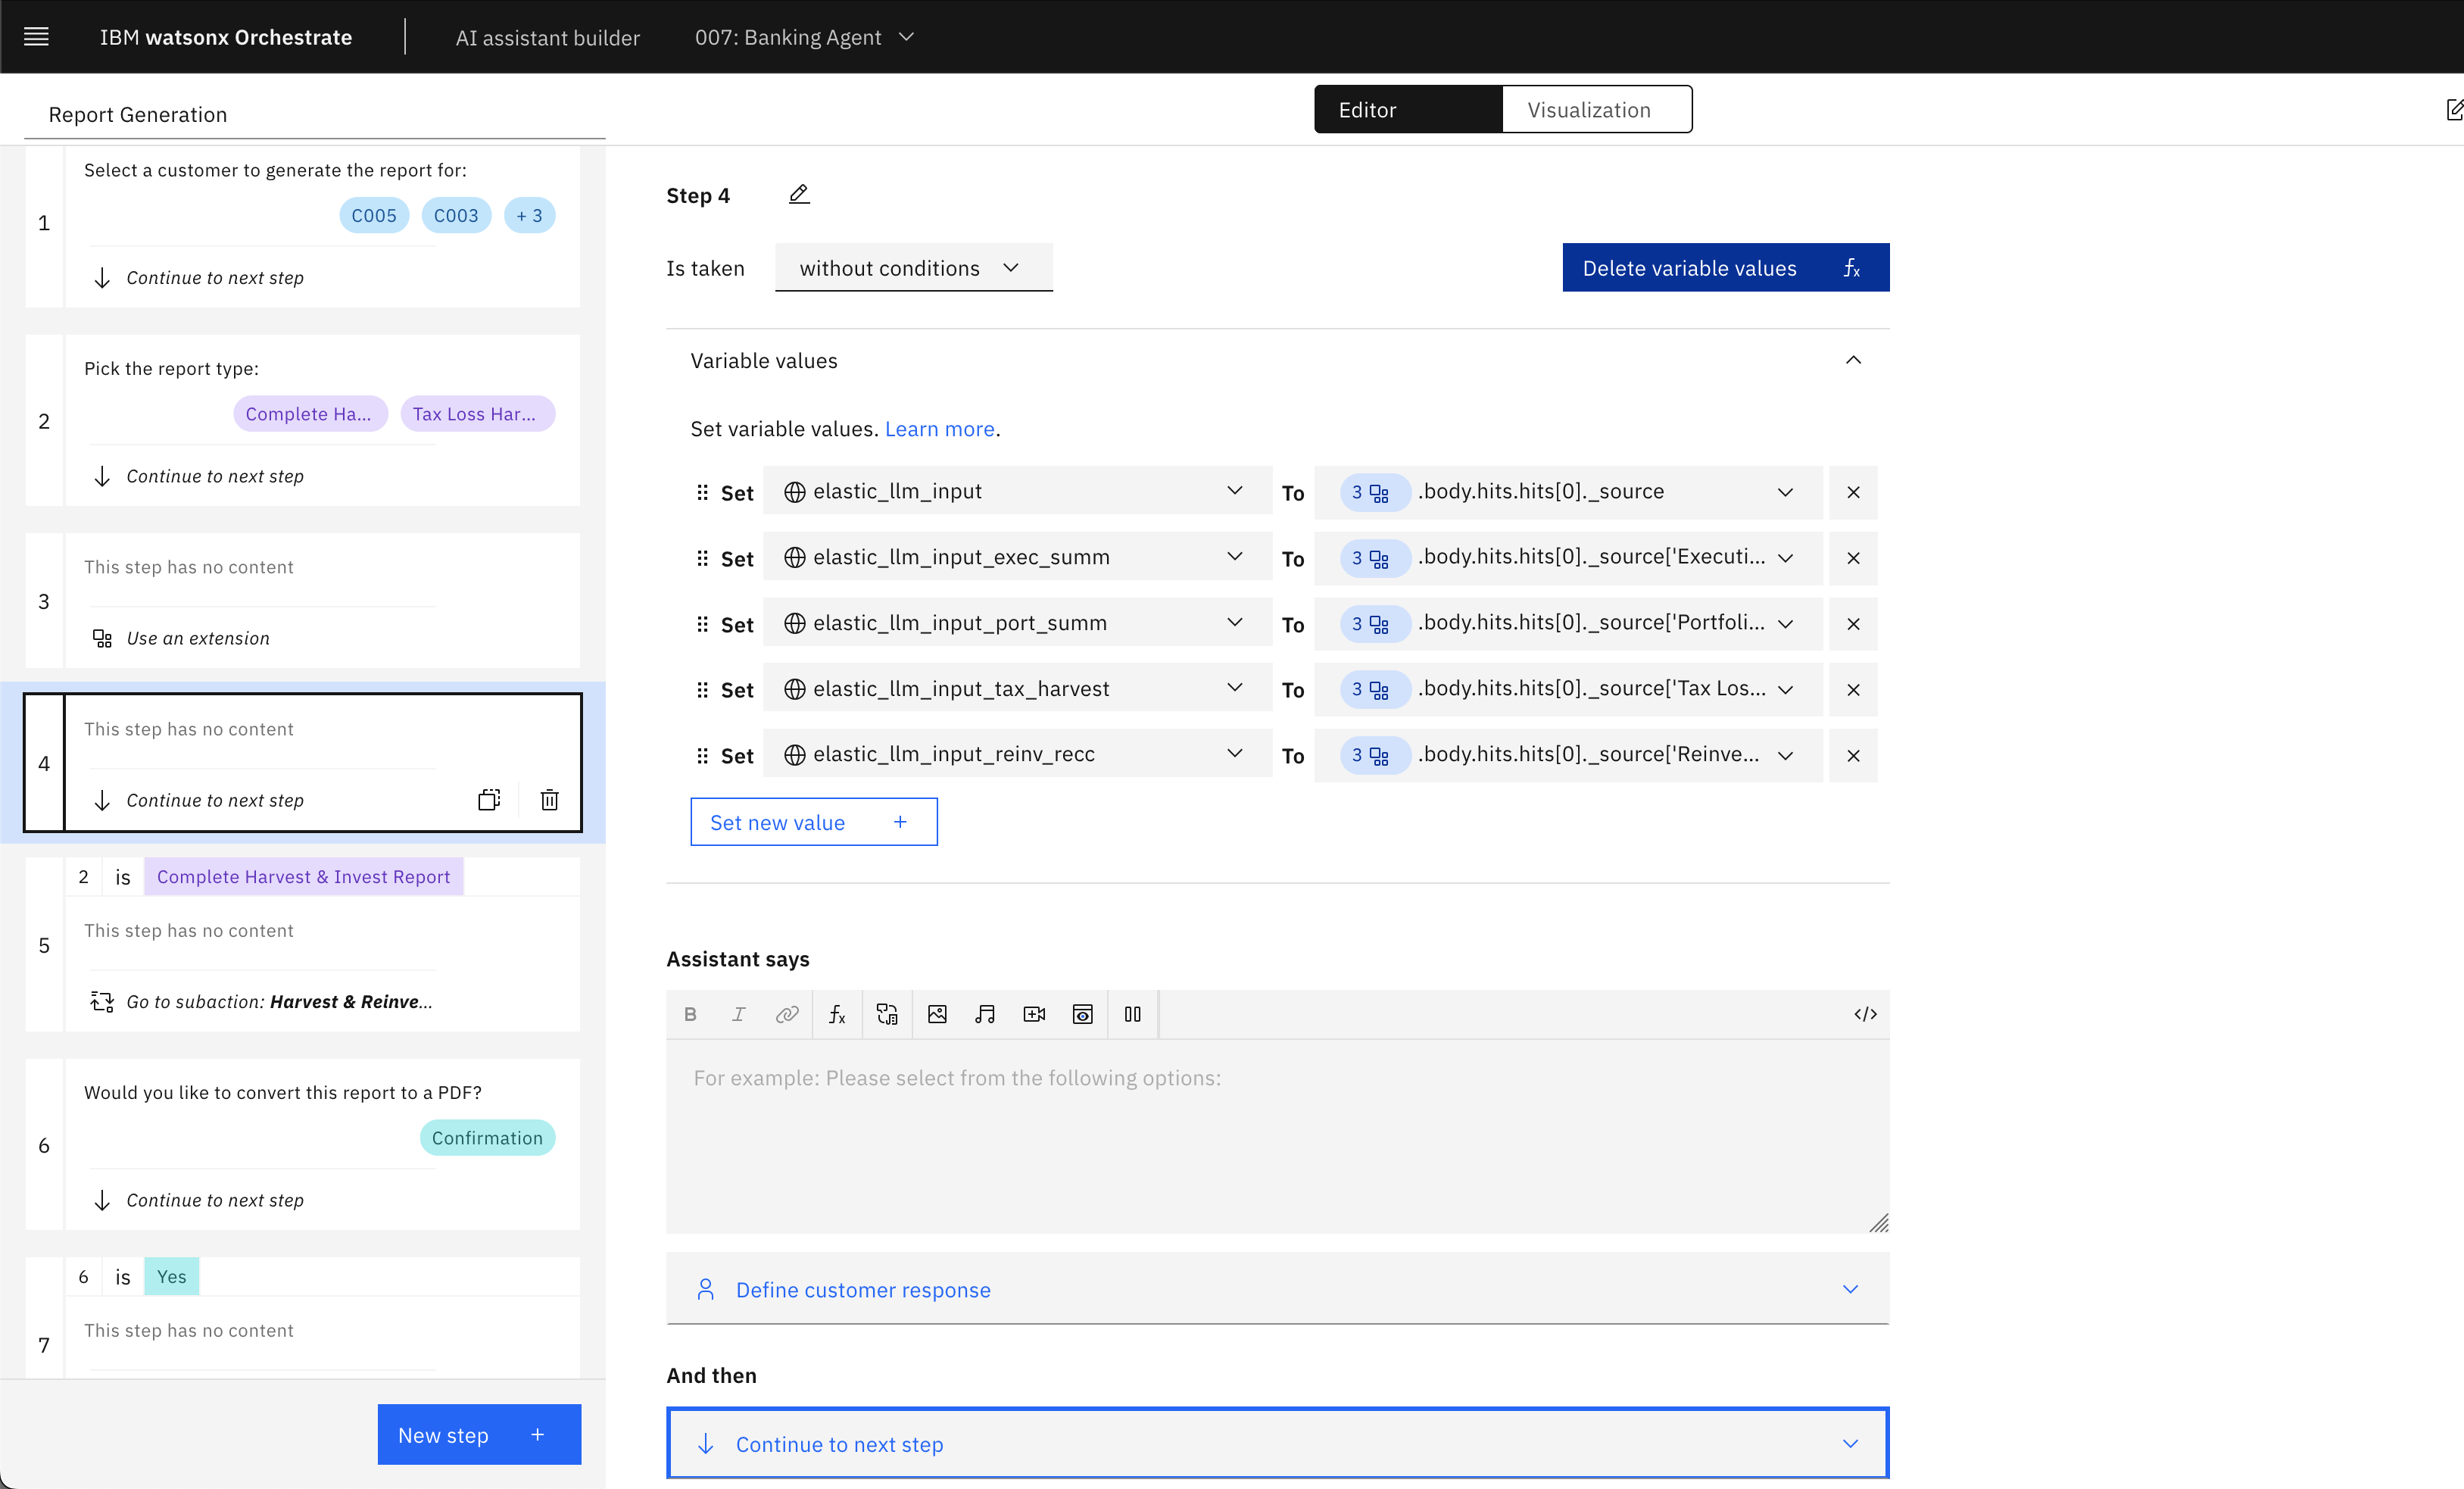 IBM watsonx Orchestrate
AI assistant builder
007: Banking Agent
Report Generation
Editor
Visualization
1
Select a customer to generate the report for:
C005
C003
+ 3
Continue to next step
2
Pick the report type:
Complete Ha...
Tax Loss Har...
Continue to next step
3
This step has no content
Use an extension
4
This step has no content
Continue to next step
2 is Complete Harvest & Invest Report
5
This step has no content
Go to subaction: Harvest & Reinve...
6
Would you like to convert this report to a PDF?
Confirmation
Continue to next step
6 is Yes
7
This step has no content
New step +
Step 4
Is taken
without conditions
Delete variable values fx
Variable values
Set variable values. Learn more.
Set elastic_llm_input To 3 .body.hits.hits[0]._source
Set elastic_llm_input_exec_summ To 3 .body.hits.hits[0]._source['Executi...
Set elastic_llm_input_port_summ To 3 .body.hits.hits[0]._source['Portfoli...
Set elastic_llm_input_tax_harvest To 3 .body.hits.hits[0]._source['Tax Los...
Set elastic_llm_input_reinv_recc To 3 .body.hits.hits[0]._source['Reinve...
Set new value +
Assistant says
B I fx </>
For example: Please select from the following options:
Define customer response
And then
Continue to next step